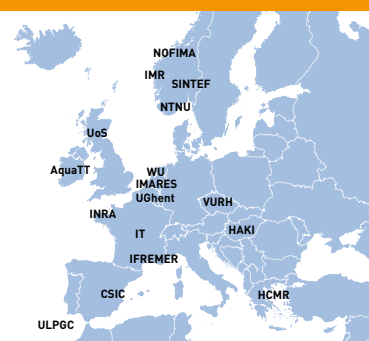 NOFIMA
IMR
SINTEF
NTNU
UoS
AquaTT
WU
IMARES
UGhent
VURH
INRA
IT
HAKI
IFREMER
CSIC
HCMR
ULPGC